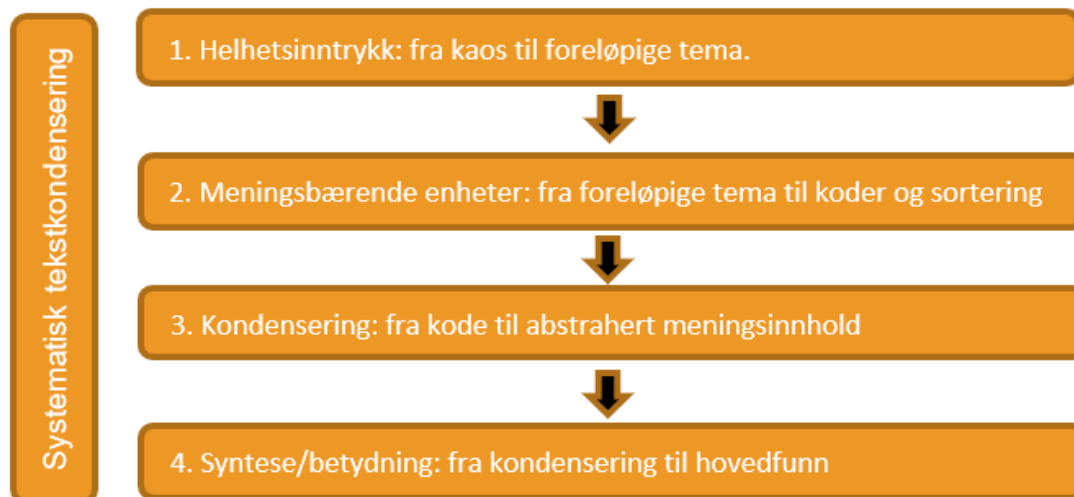 Systematisk tekstkondensering
1. Helhetsinntrykk: fra kaos til foreløpige tema.
2. Meningsbærende enheter: fra foreløpige tema til koder og sortering
3. Kondensering: fra kode til abstrahert meningsinnhold
4. Syntese/betydning: fra kondensering til hovedfunn